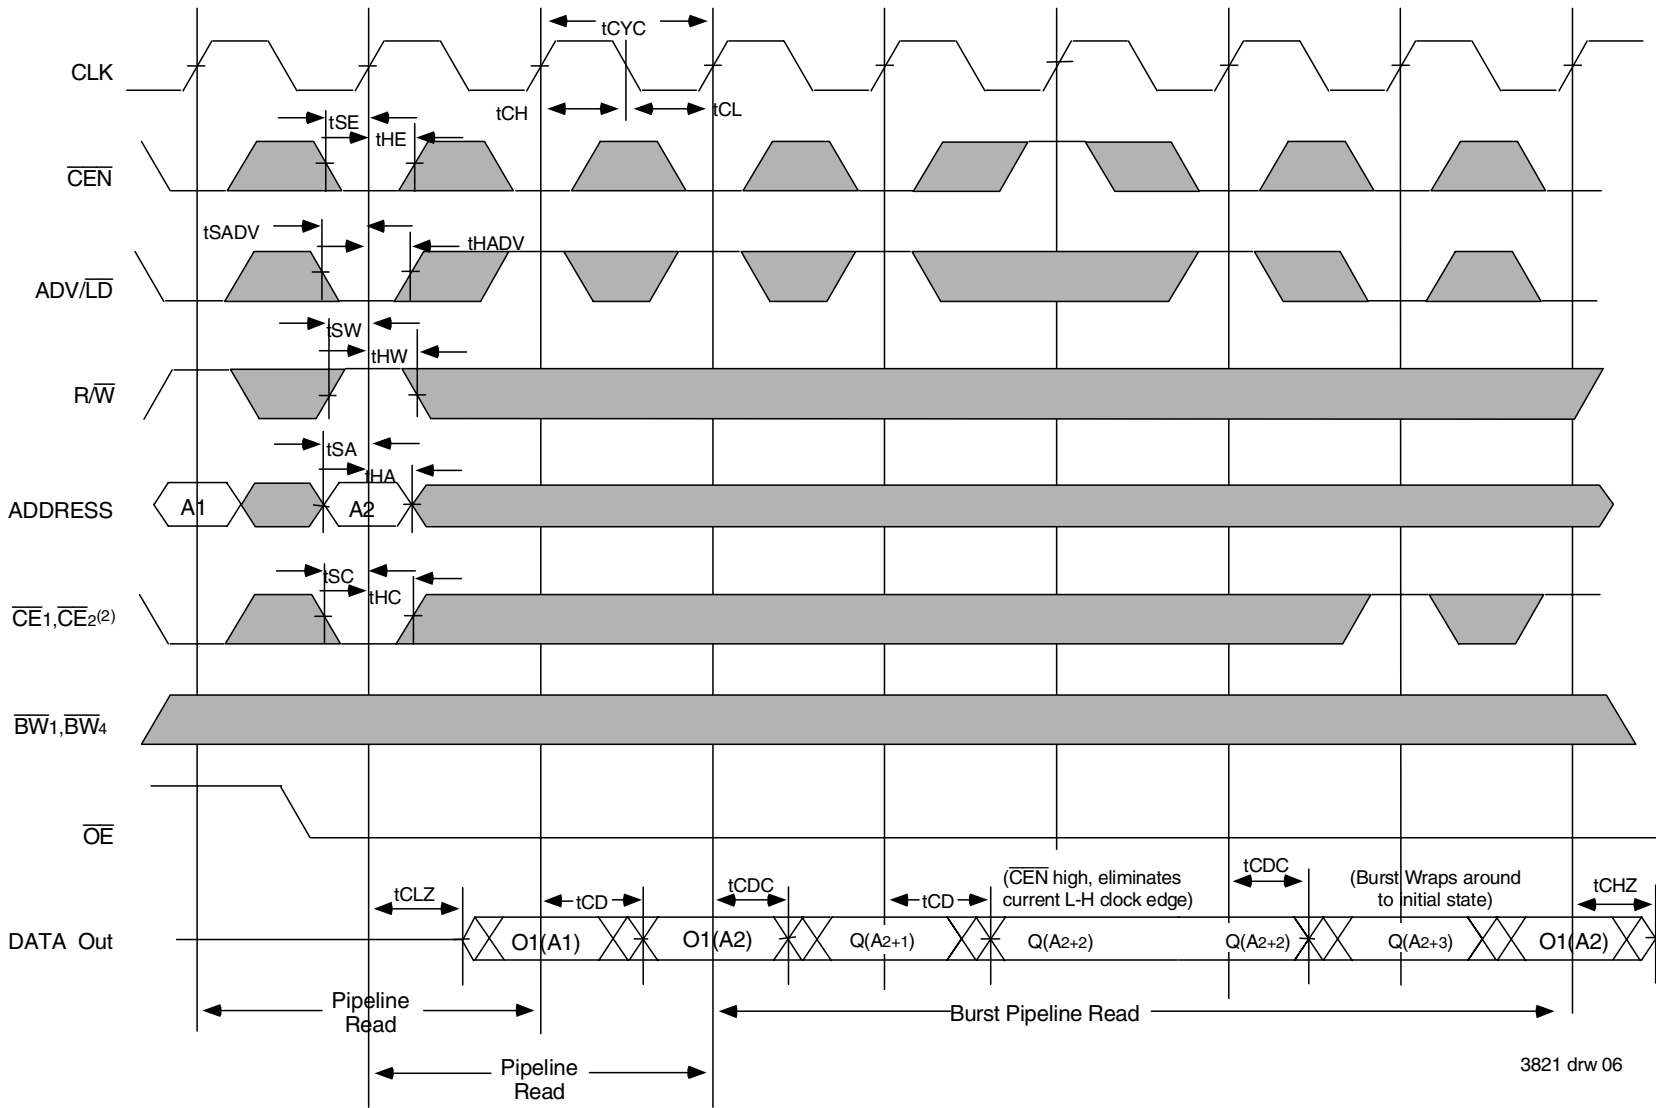 tCYC
CLK
tCH
tCL
tSE
tHE
CEN
tSADV
tHADV
ADV/LD
tSW
tHW
R/W
tSA
tHA
ADDRESS
A1
A2
tSC
tHC
CE1,CE2(2)
BW1,BW4
OE
tCLZ
tCD
tCDC
tCD
(CEN high, eliminates
current L-H clock edge)
tCDC
(Burst Wraps around
to initial state)
tCHZ
DATA Out
O1(A1)
O1(A2)
Q(A2+1)
Q(A2+2)
Q(A2+2)
Q(A2+3)
O1(A2)
Pipeline
Read
Burst Pipeline Read
Pipeline
Read
3821 drw 06